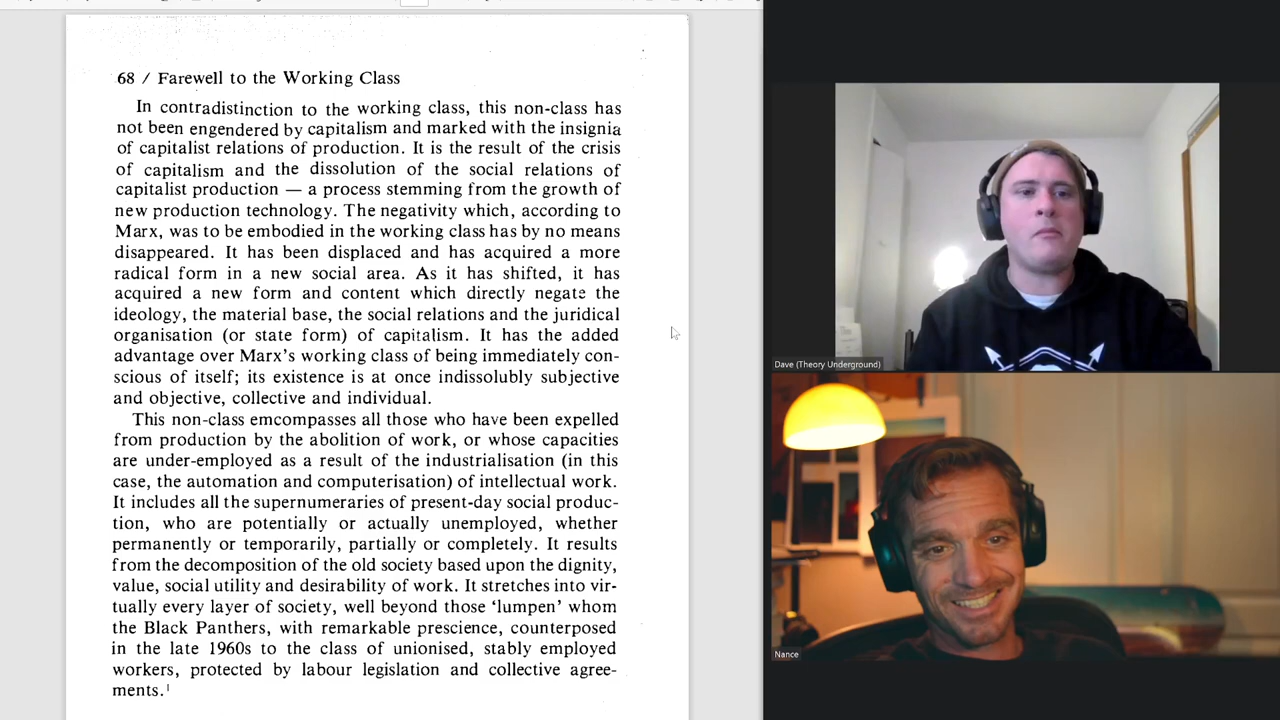 68 / Farewell to the Working Class
In contradistinction to the working class, this non-class has
not been engendered by capitalism and marked with the insignia
of capitalist relations of production. It is the result of the crisis
of capitalism and the dissolution of the social relations of
capitalist production — a process stemming from the growth of
new production technology. The negativity which, according to
Marx, was to be embodied in the working class has by no means
disappeared. It has been displaced and has acquired a more
radical form in a new social area. As it has shifted, it has
acquired a new form and content which directly negate the
ideology, the material base, the social relations and the juridical
organisation (or state form) of capitalism. It has the added
advantage over Marx's working class of being immediately con-
scious of itself; its existence is at once indissolubly subjective
and objective, collective and individual.
This non-class emcompasses all those who have been expelled
from production by the abolition of work, or whose capacities
are under-employed as a result of the industrialisation (in this
case, the automation and computerisation) of intellectual work.
It includes all the supernumeraries of present-day social produc-
tion, who are potentially or actually unemployed, whether
permanently or temporarily, partially or completely. It results
from the decomposition of the old society based upon the dignity,
value, social utility and desirability of work. It stretches into vir-
tually every layer of society, well beyond those 'lumpen' whom
the Black Panthers, with remarkable prescience, counterposed
in the late 1960s to the class of unionised, stably employed
workers, protected by labour legislation and collective agree-
ments.¹
Dave (Theory Underground)
Nance